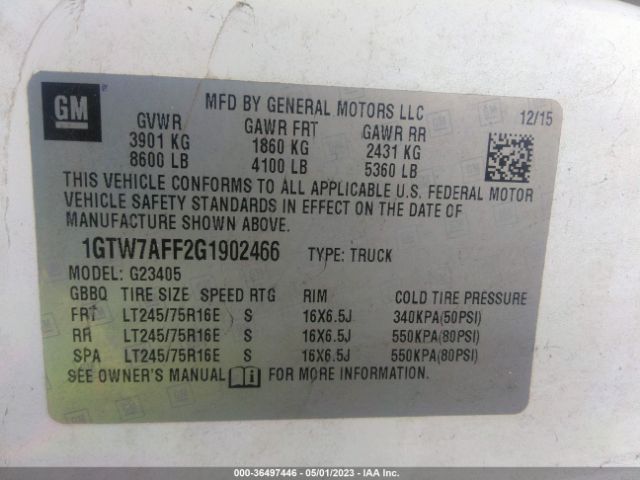 GM
MFD BY GENERAL MOTORS LLC 12/15
GVWR GAWR FRT GAWR RR
3901 KG 1860 KG 2431 KG
8600 LB 4100 LB 5360 LB
THIS VEHICLE CONFORMS TO ALL APPLICABLE U.S. FEDERAL MOTOR
VEHICLE SAFETY STANDARDS IN EFFECT ON THE DATE OF
MANUFACTURE SHOWN ABOVE.
1GTW7AFF2G1902466 TYPE: TRUCK
MODEL: G23405
GBBQ TIRE SIZE SPEED RTG RIM COLD TIRE PRESSURE
FRT LT245/75R16E S 16X6.5J 340KPA(50PSI)
RR LT245/75R16E S 16X6.5J 550KPA(80PSI)
SPA LT245/75R16E S 16X6.5J 550KPA(80PSI)
SEE OWNER'S MANUAL FOR MORE INFORMATION.
000-36497446 - 05/01/2023 - IAA Inc.